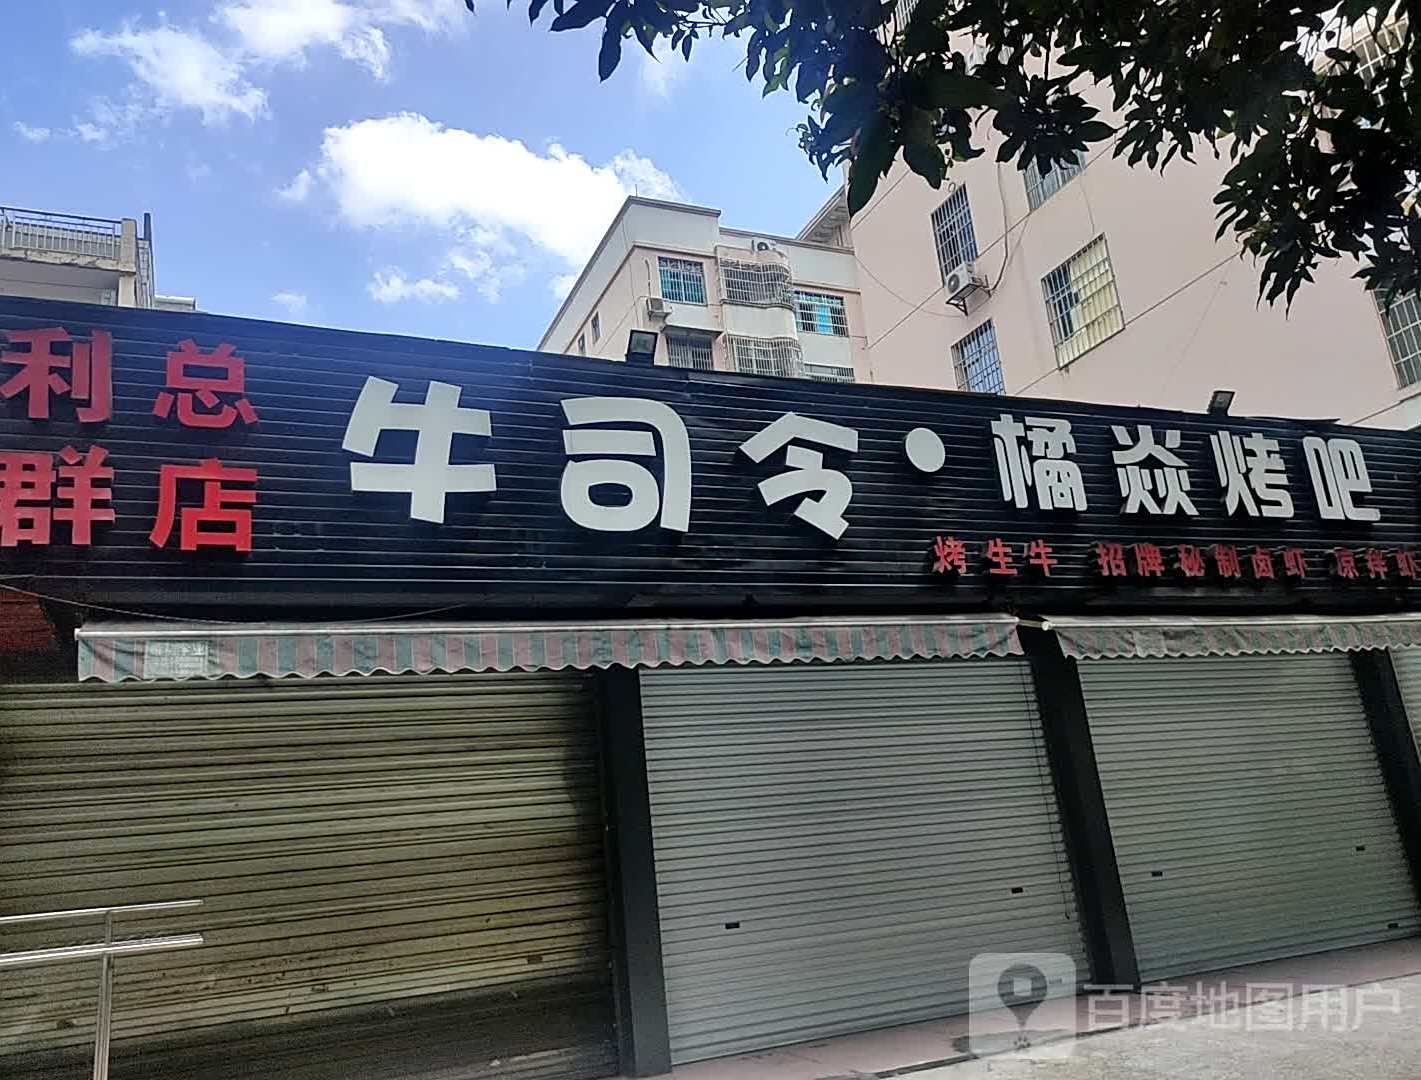 利总
群店
牛司令·橘焱烤吧
烤生牛 招牌秘制卤虾 凉拌虾
百度地图用户